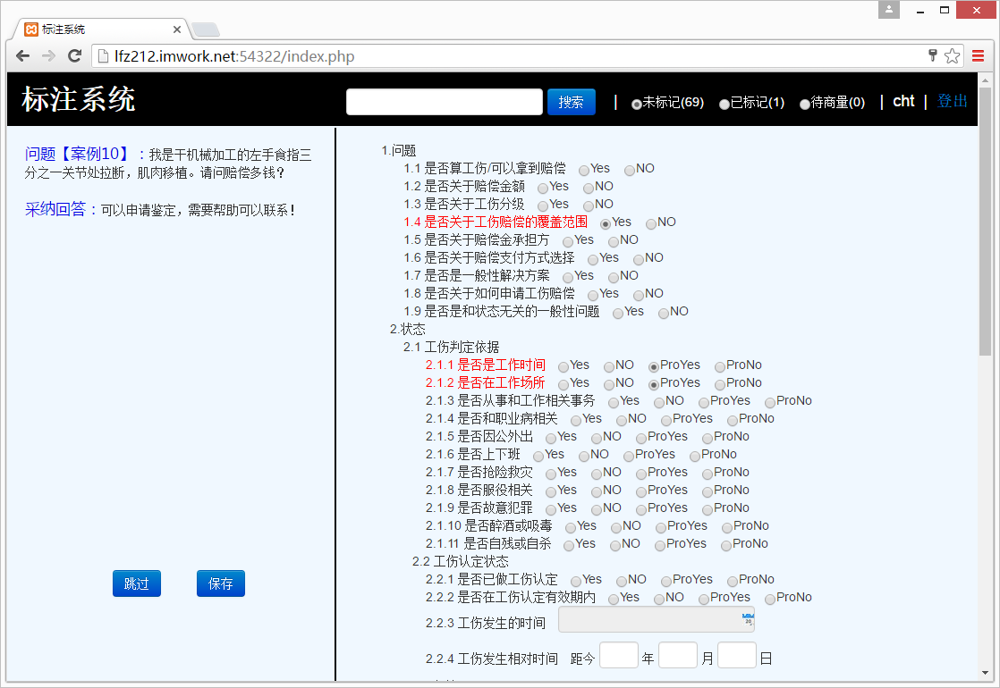 标注系统
lfz212.imwork.net:54322/index.php
标注系统 搜索 | 未标记(69) 已标记(1) 待商量(0) | cht | 登出
问题【案例10】：我是干机械加工的左手食指三
分之一关节处拉断，肌肉移植。请问赔偿多钱？
采纳回答：可以申请鉴定，需要帮助可以联系！
跳过 保存
1.问题
1.1 是否算工伤/可以拿到赔偿 Yes NO
1.2 是否关于赔偿金额 Yes NO
1.3 是否关于工伤分级 Yes NO
1.4 是否关于工伤赔偿的覆盖范围 Yes NO
1.5 是否关于赔偿金承担方 Yes NO
1.6 是否关于赔偿支付方式选择 Yes NO
1.7 是否是一般性解决方案 Yes NO
1.8 是否关于如何申请工伤赔偿 Yes NO
1.9 是否是和状态无关的一般性问题 Yes NO
2.状态
2.1 工伤判定依据
2.1.1 是否是工作时间 Yes NO ProYes ProNo
2.1.2 是否在工作场所 Yes NO ProYes ProNo
2.1.3 是否从事和工作相关事务 Yes NO ProYes ProNo
2.1.4 是否和职业病相关 Yes NO ProYes ProNo
2.1.5 是否因公外出 Yes NO ProYes ProNo
2.1.6 是否上下班 Yes NO ProYes ProNo
2.1.7 是否抢险救灾 Yes NO ProYes ProNo
2.1.8 是否服役相关 Yes NO ProYes ProNo
2.1.9 是否故意犯罪 Yes NO ProYes ProNo
2.1.10 是否醉酒或吸毒 Yes NO ProYes ProNo
2.1.11 是否自残或自杀 Yes NO ProYes ProNo
2.2 工伤认定状态
2.2.1 是否已做工伤认定 Yes NO ProYes ProNo
2.2.2 是否在工伤认定有效期内 Yes NO ProYes ProNo
2.2.3 工伤发生的时间
2.2.4 工伤发生相对时间 距今 年 月 日